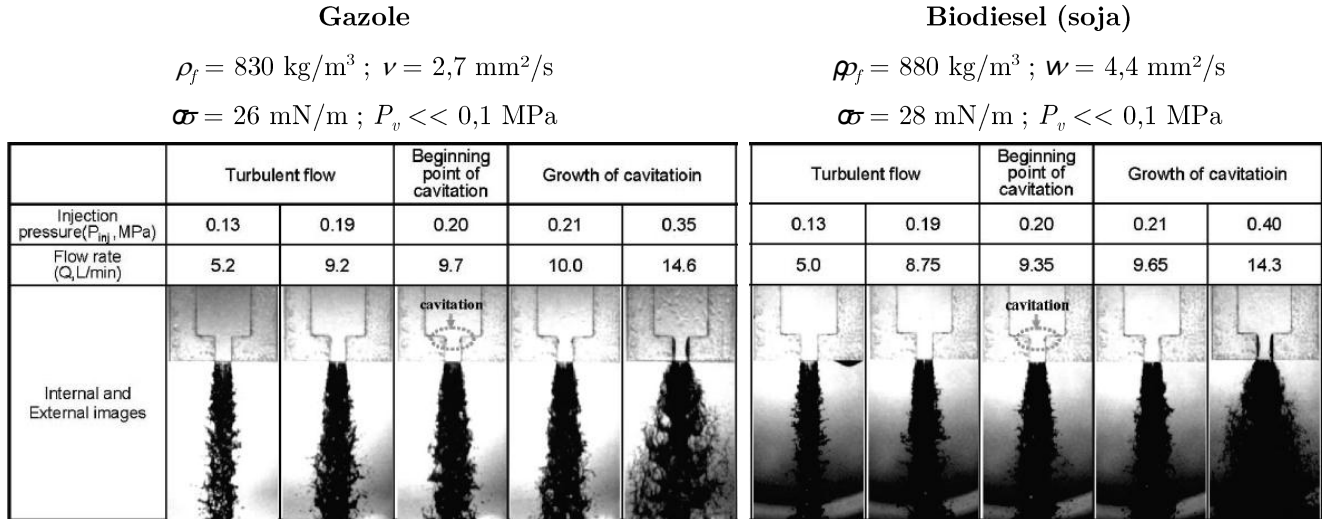 Gazole
ρf = 830 kg/m³ ; ν = 2,7 mm²/s
σσ = 26 mN/m ; Pv << 0,1 MPa
Turbulent flow
Beginning
point of
cavitation
Growth of cavitatioin
Injection
pressure(Pinj,MPa)
0.13
0.19
0.20
0.21
0.35
Flow rate
(Q,L/min)
5.2
9.2
9.7
10.0
14.6
Internal and
External images
cavitation
Biodiesel (soja)
ρρf = 880 kg/m³ ; νν = 4,4 mm²/s
σσ = 28 mN/m ; Pv << 0,1 MPa
Turbulent flow
Beginning
point of
cavitation
Growth of cavitatioin
0.13
0.19
0.20
0.21
0.40
5.0
8.75
9.35
9.65
14.3
cavitation